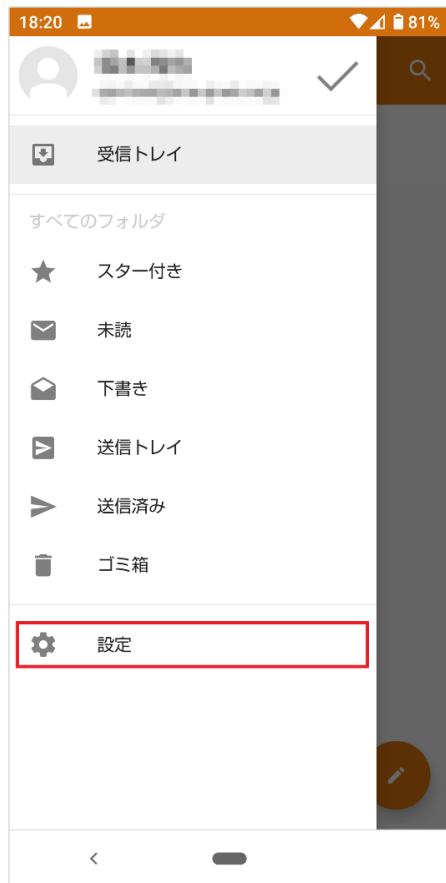 18:20 81%
受信トレイ
すべてのフォルダ
スター付き
未読
下書き
送信トレイ
送信済み
ゴミ箱
設定